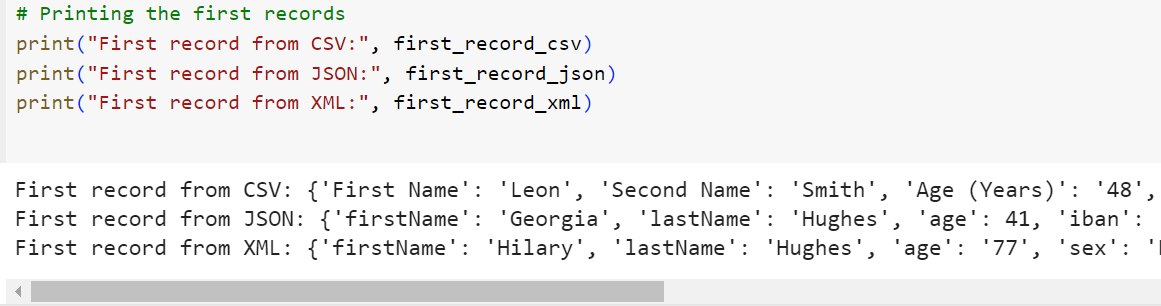 # Printing the first records
print("First record from CSV:", first_record_csv)
print("First record from JSON:", first_record_json)
print("First record from XML:", first_record_xml)
First record from CSV: {'First Name': 'Leon', 'Second Name': 'Smith', 'Age (Years)': '48',
First record from JSON: {'firstName': 'Georgia', 'lastName': 'Hughes', 'age': 41, 'iban':
First record from XML: {'firstName': 'Hilary', 'lastName': 'Hughes', 'age': '77', 'sex': '